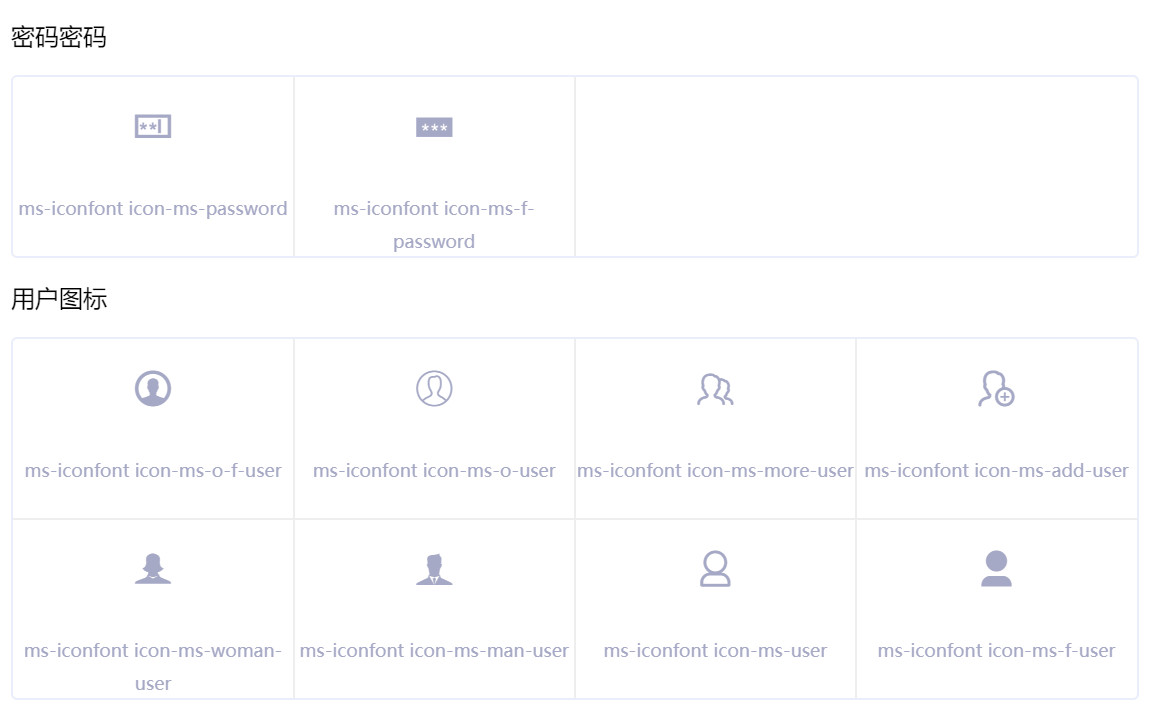 密码密码
ms-iconfont icon-ms-password
ms-iconfont icon-ms-f-
password
用户图标
ms-iconfont icon-ms-o-f-user
ms-iconfont icon-ms-o-user
ms-iconfont icon-ms-more-user
ms-iconfont icon-ms-add-user
ms-iconfont icon-ms-woman-
user
ms-iconfont icon-ms-man-user
ms-iconfont icon-ms-user
ms-iconfont icon-ms-f-user